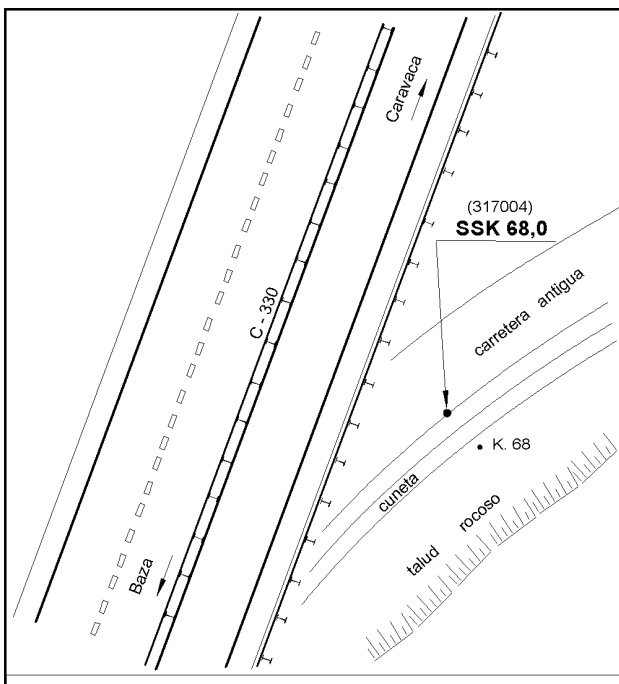 Caravaca
(317004)
SSK 68,0
C - 330
carretera antigua
K. 68
cuneta
talud rocoso
Baza